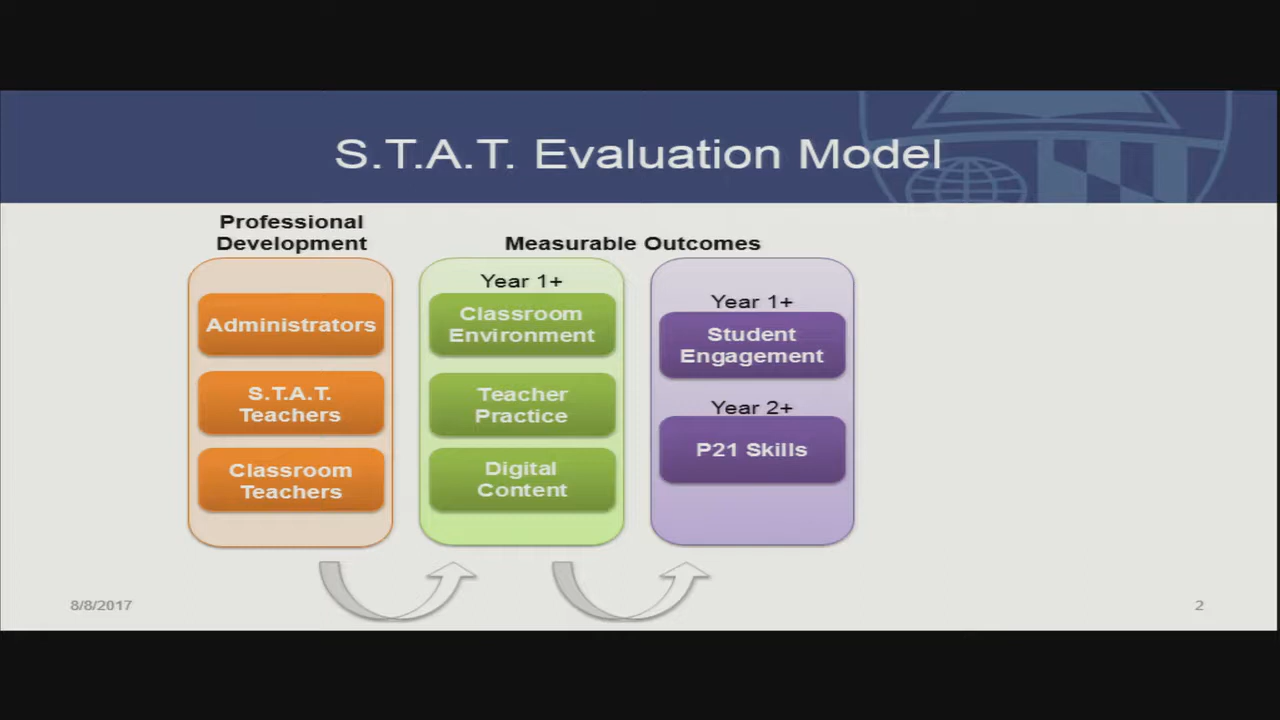 S.T.A.T. Evaluation Model
Professional
Development
Administrators
S.T.A.T.
Teachers
Classroom
Teachers
Measurable Outcomes
Year 1+
Classroom
Environment
Teacher
Practice
Digital
Content
Year 1+
Student
Engagement
Year 2+
P21 Skills
8/8/2017
2